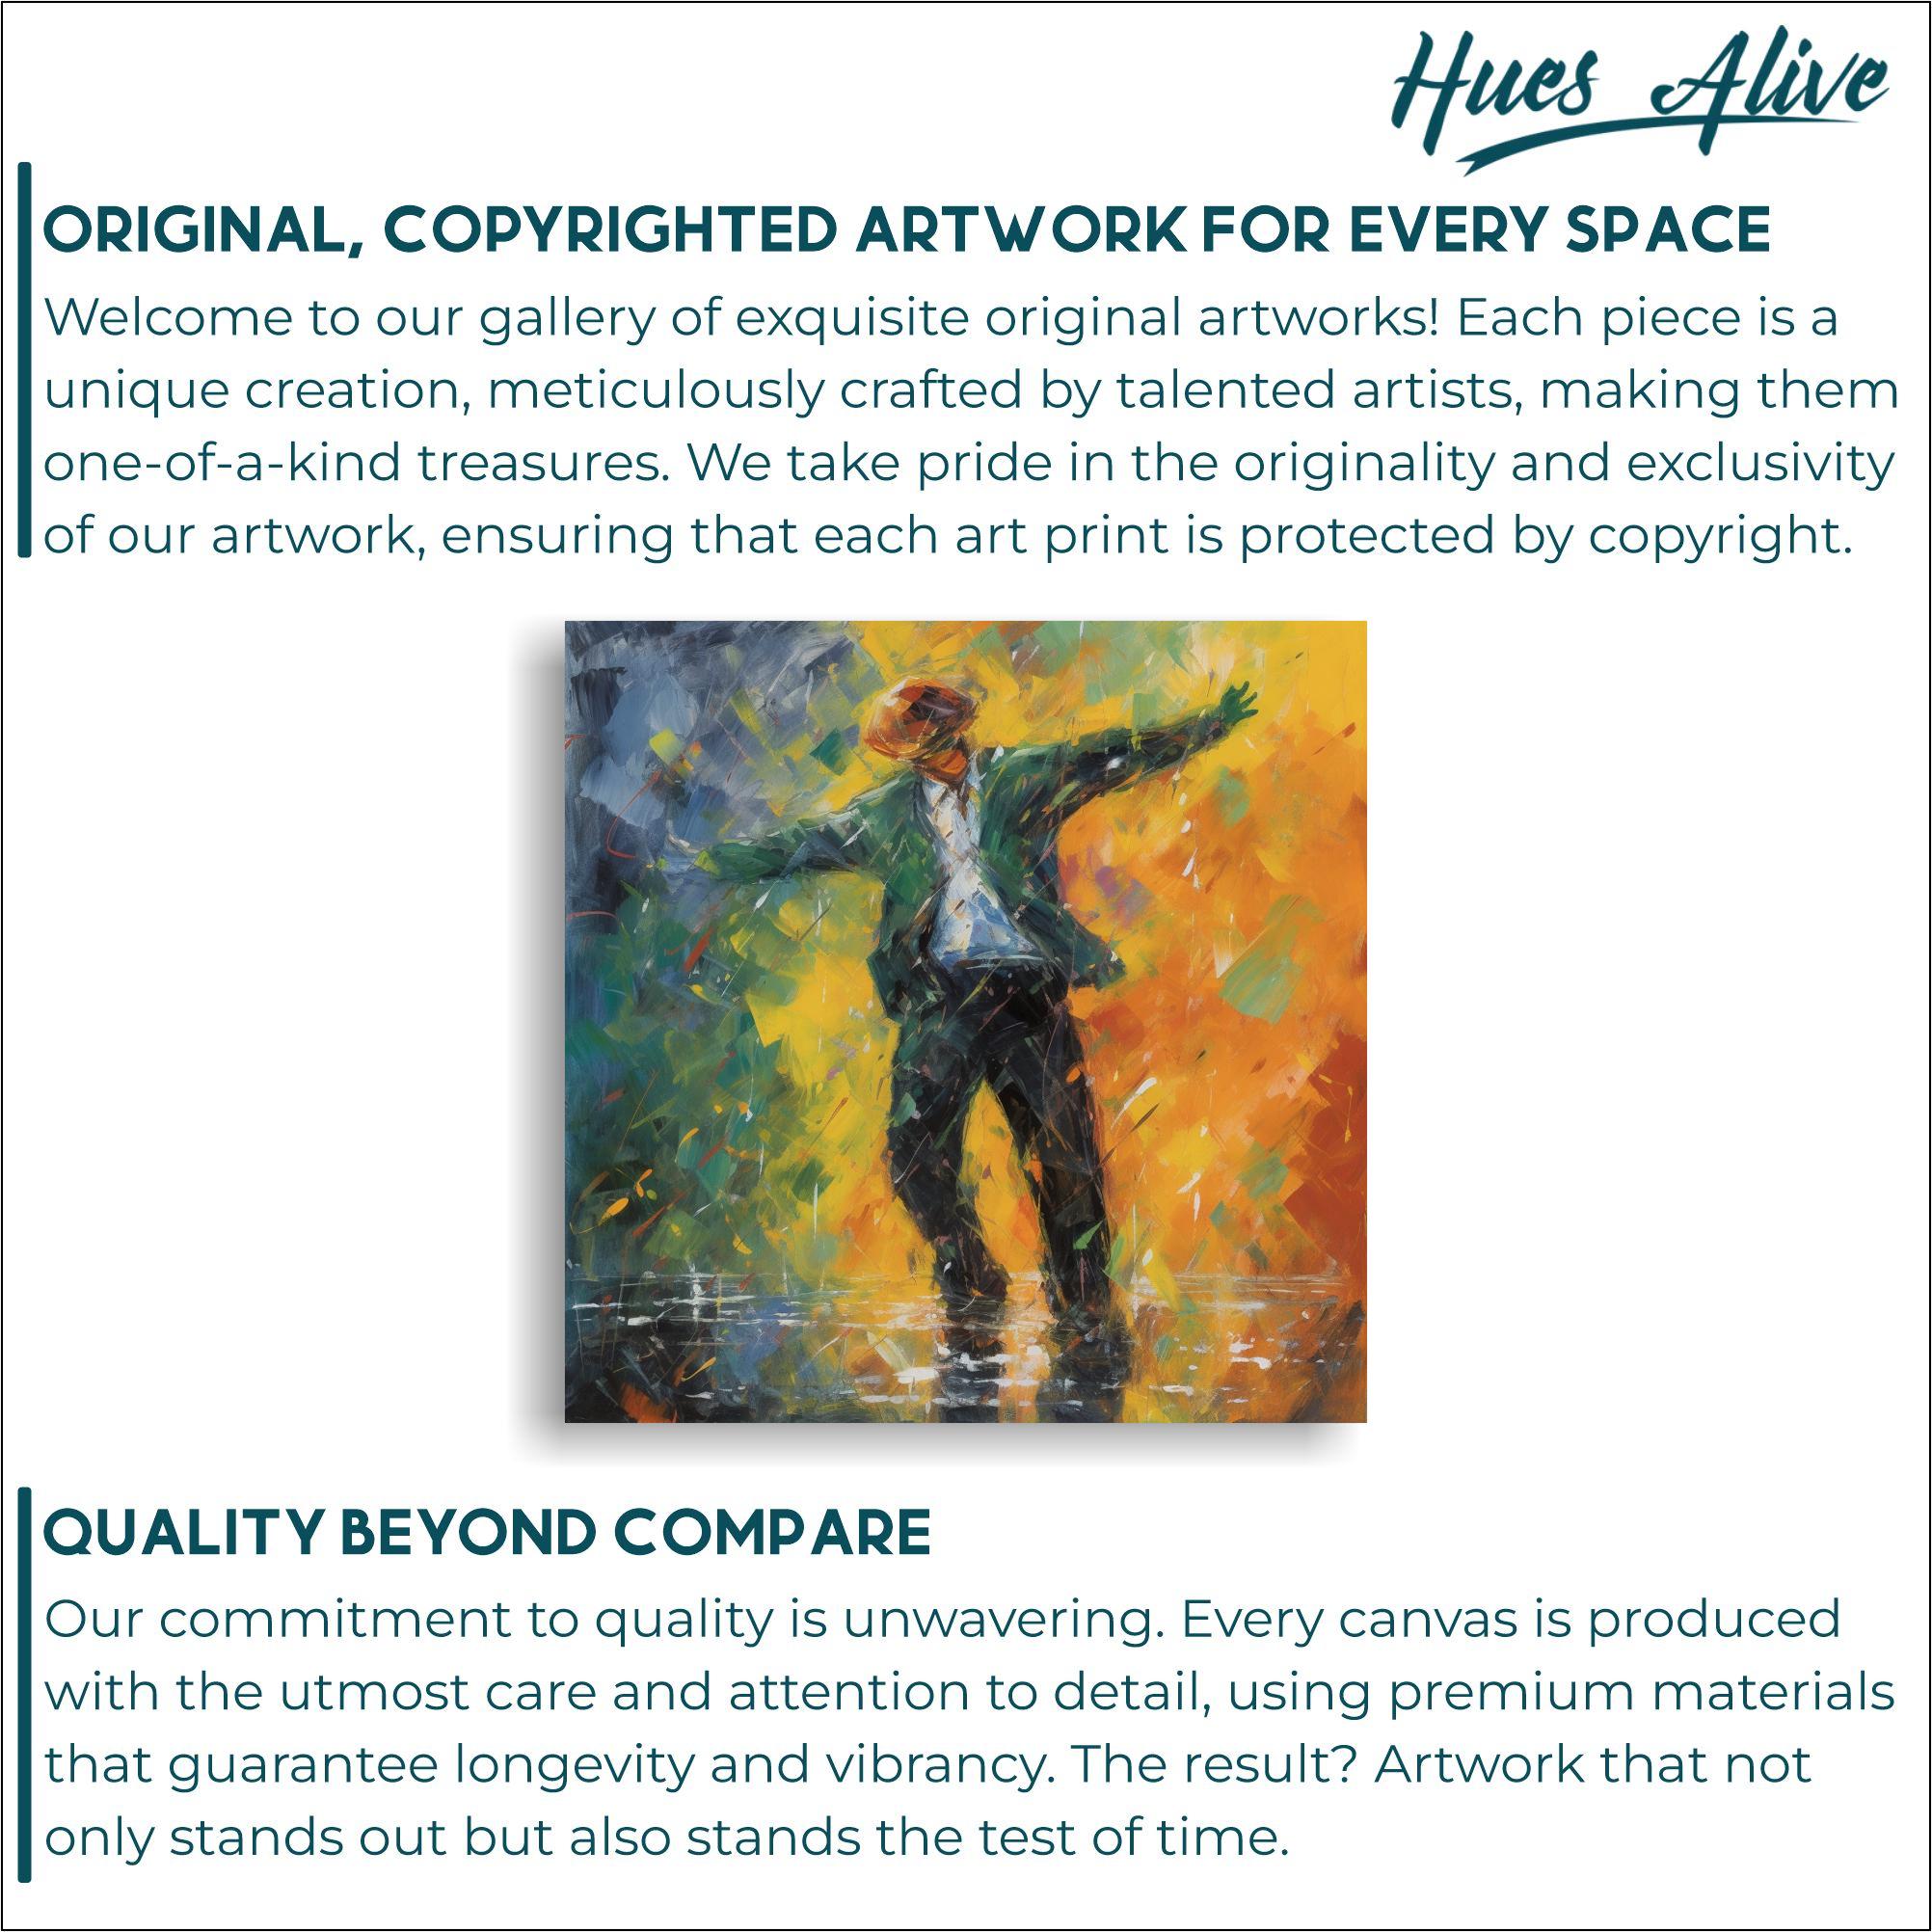 Hues Alive
ORIGINAL, COPYRIGHTED ARTWORK FOR EVERY SPACE
Welcome to our gallery of exquisite original artworks! Each piece is a
unique creation, meticulously crafted by talented artists, making them
one-of-a-kind treasures. We take pride in the originality and exclusivity
of our artwork, ensuring that each art print is protected by copyright.
QUALITY BEYOND COMPARE
Our commitment to quality is unwavering. Every canvas is produced
with the utmost care and attention to detail, using premium materials
that guarantee longevity and vibrancy. The result? Artwork that not
only stands out but also stands the test of time.